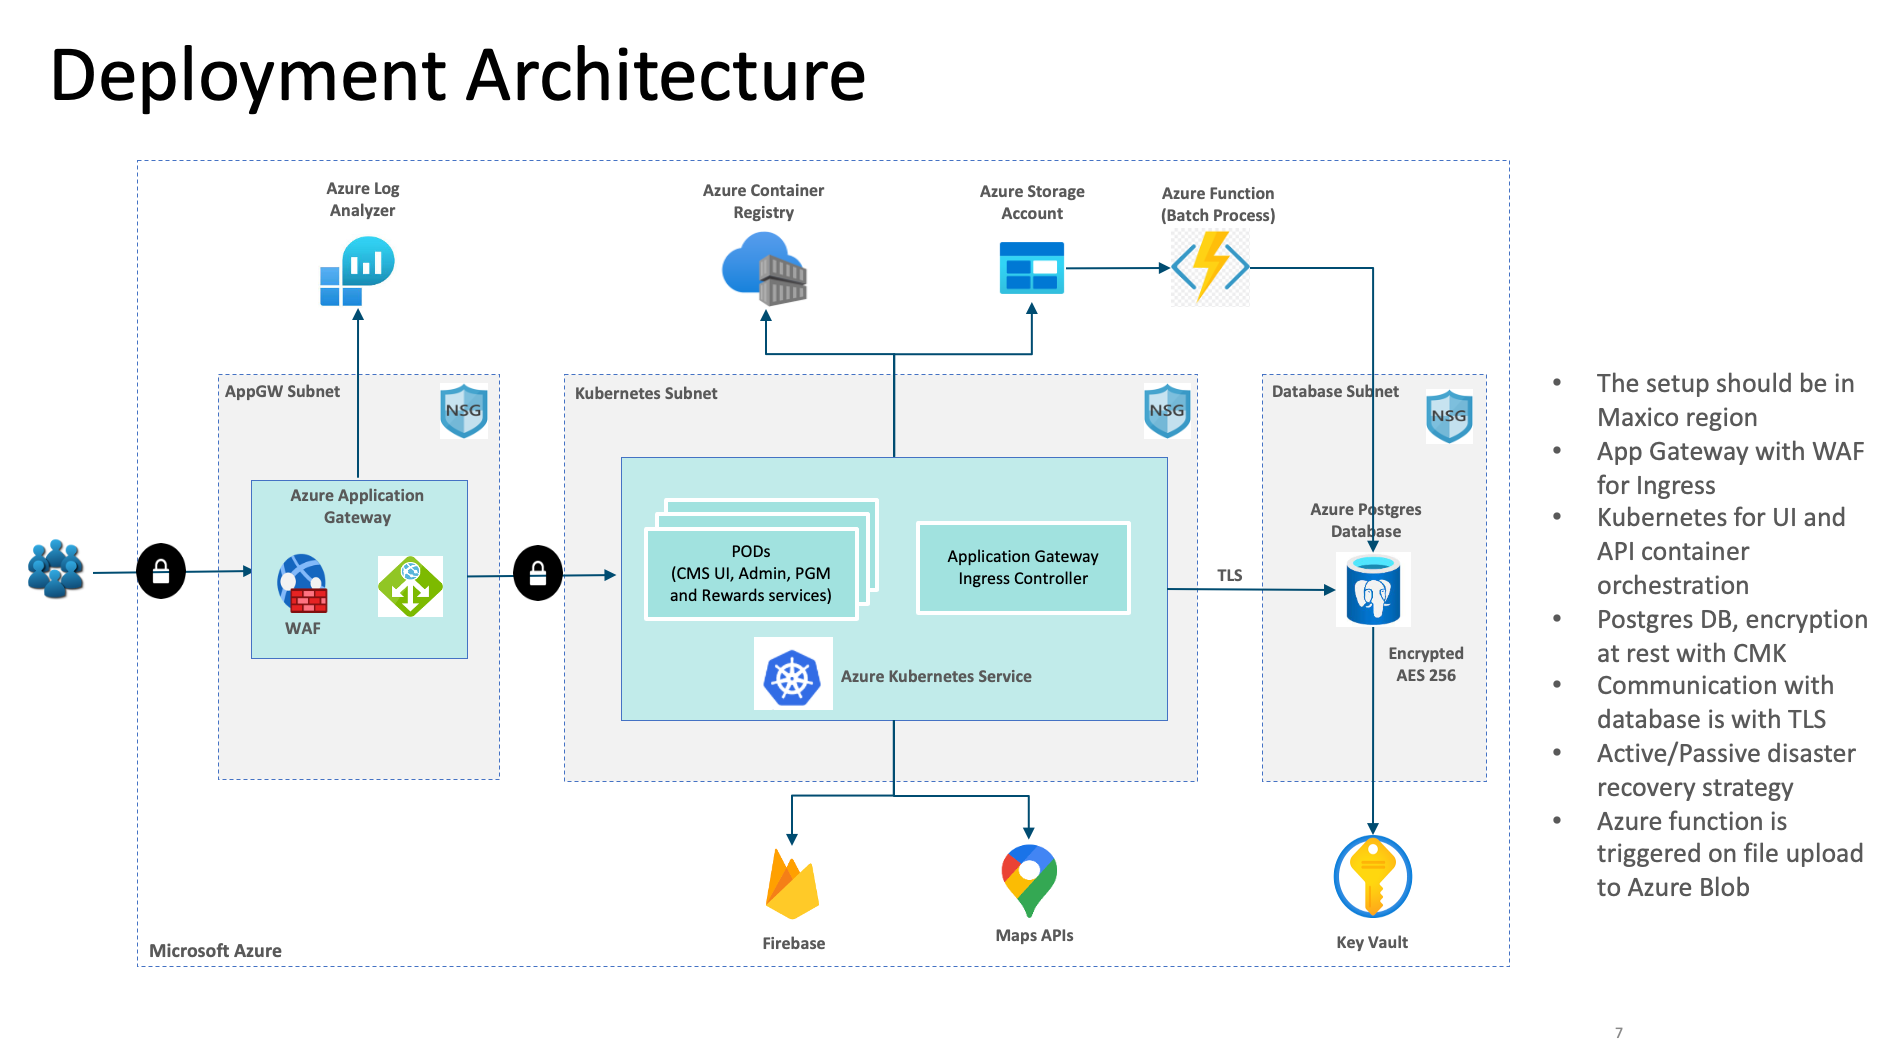 Deployment Architecture
Azure Log
Analyzer
Azure Container
Registry
Azure Storage
Account
Azure Function
(Batch Process)
AppGW Subnet
NSG
Kubernetes Subnet
NSG
Database Subnet
NSG
Azure Application
Gateway
WAF
PODs
(CMS UI, Admin, PGM
and Rewards services)
Application Gateway
Ingress Controller
Azure Kubernetes Service
TLS
Azure Postgres
Database
Encrypted
AES 256
Firebase
Maps APIs
Key Vault
Microsoft Azure
• The setup should be in
Maxico region
• App Gateway with WAF
for Ingress
• Kubernetes for UI and
API container
orchestration
• Postgres DB, encryption
at rest with CMK
• Communication with
database is with TLS
• Active/Passive disaster
recovery strategy
• Azure function is
triggered on file upload
to Azure Blob
7